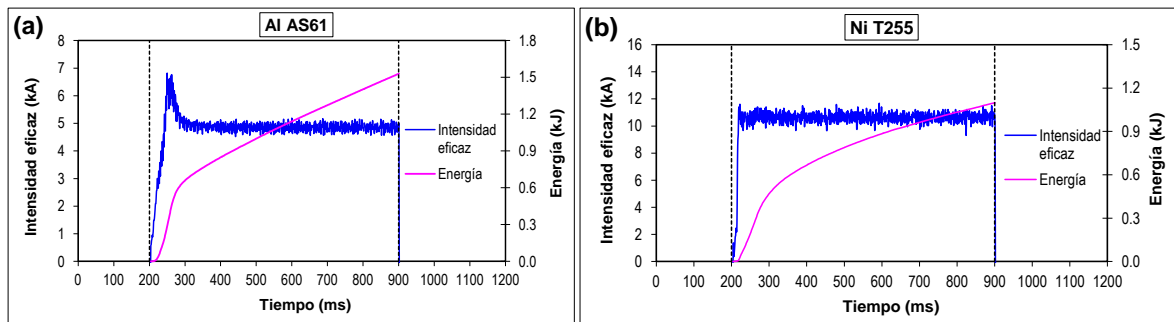 (a)
Al AS61
8
7
6
5
4
3
2
1
0
Intensidad eficaz (kA)
1.8
1.5
1.2
0.9
0.6
0.3
0.0
Energía (kJ)
Intensidad
eficaz
Energía
0 100 200 300 400 500 600 700 800 900 1000 1100 1200
Tiempo (ms)
(b)
Ni T255
16
14
12
10
8
6
4
2
0
Intensidad eficaz (kA)
1.5
1.2
0.9
0.6
0.3
0.0
Energía (kJ)
Intensidad
eficaz
Energía
0 100 200 300 400 500 600 700 800 900 1000 1100 1200
Tiempo (ms)